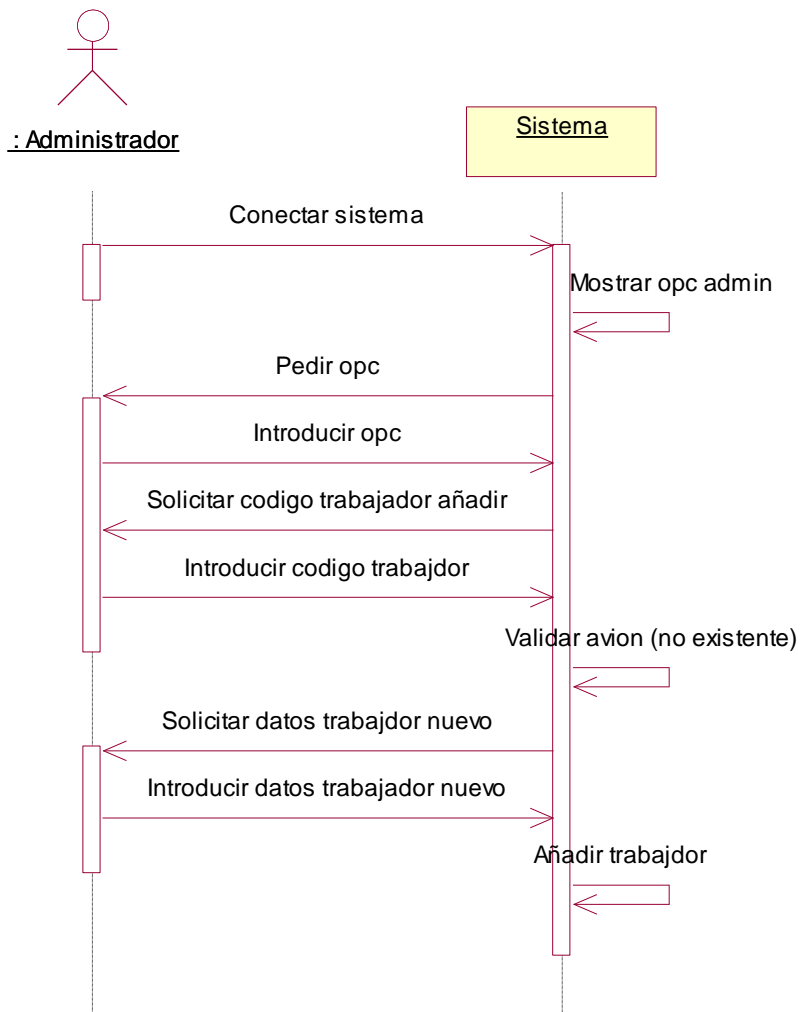 : Administrador
Sistema
Conectar sistema
Mostrar opc admin
Pedir opc
Introducir opc
Solicitar codigo trabajador añadir
Introducir codigo trabajdor
Validar avion (no existente)
Solicitar datos trabajdor nuevo
Introducir datos trabajador nuevo
Añadir trabajdor